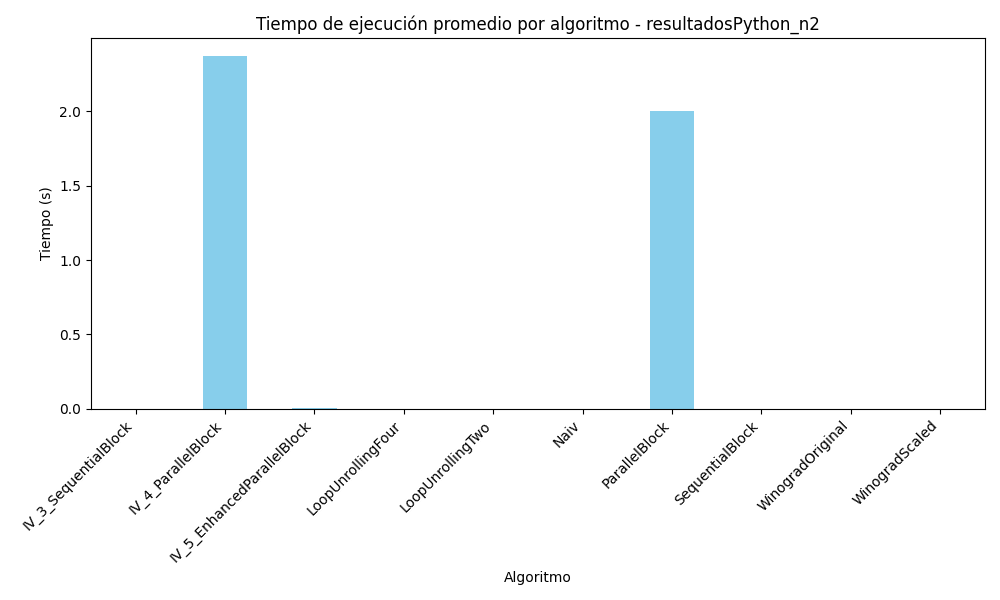 Tiempo de ejecución promedio por algoritmo - resultadosPython_n2
Tiempo (s)
2.0
1.5
1.0
0.5
0.0
IV_3_SequentialBlock
IV_4_ParallelBlock
IV_5_EnhancedParallelBlock
LoopUnrollingFour
LoopUnrollingTwo
Naiv
ParallelBlock
SequentialBlock
WinogradOriginal
WinogradScaled
Algoritmo